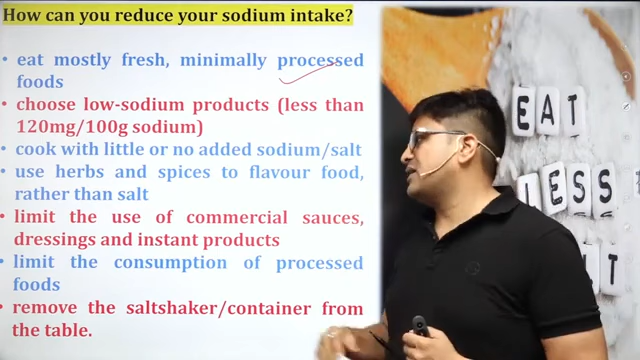 How can you reduce your sodium intake?
• eat mostly fresh, minimally processed
foods
• choose low-sodium products (less than
120mg/100g sodium)
• cook with little or no added sodium/salt
• use herbs and spices to flavour food,
rather than salt
• limit the use of commercial sauces,
dressings and instant products
• limit the consumption of processed
foods
• remove the saltshaker/container from
the table.
EAT
LESS